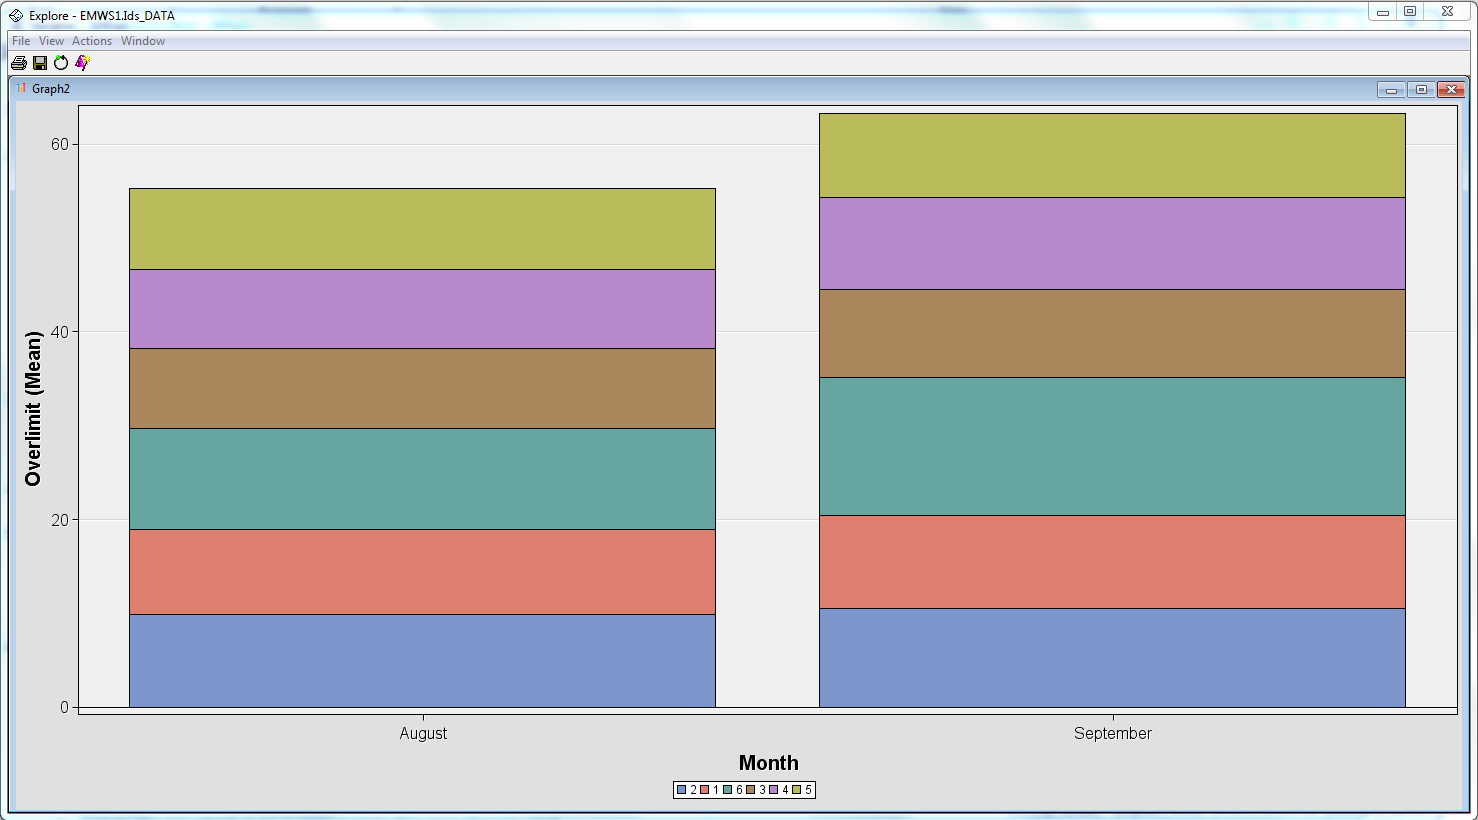 Explore - EMWS1.Ids_DATA
File View Actions Window
Graph2
60
40
20
0
Overlimit (Mean)
August September
Month
2 1 6 3 4 5